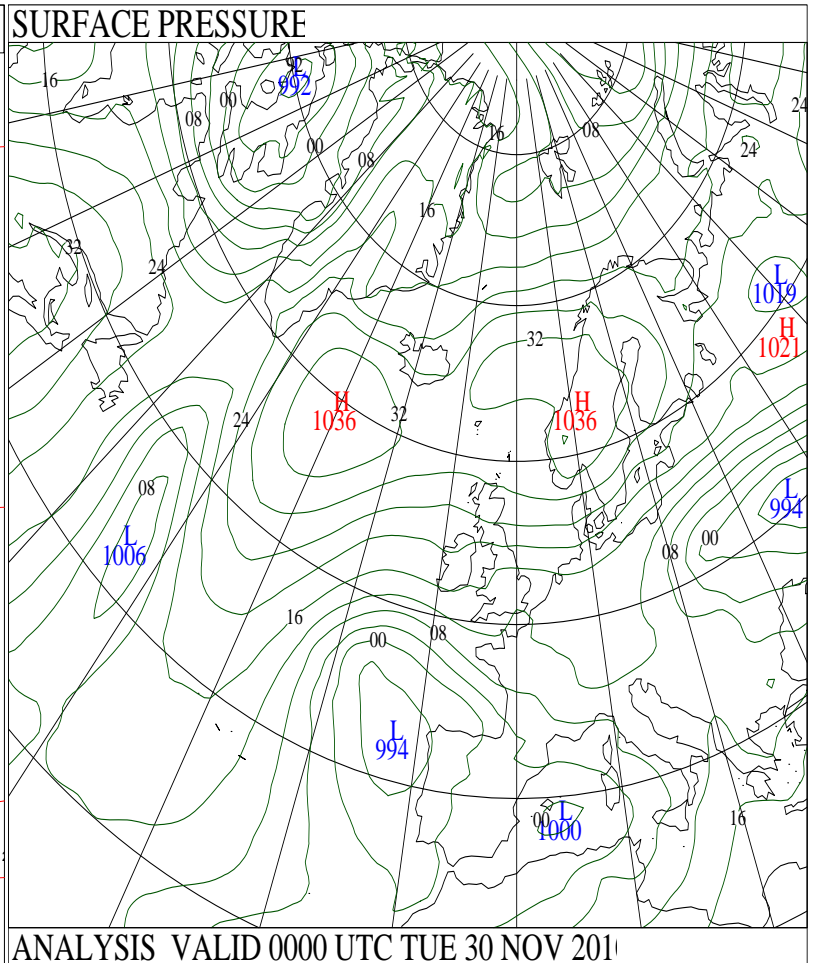 SURFACE PRESSURE
L
992
16
00
08
16
08
24
24
00
08
16
32
24
L
1019
H
1021
32
H
1036
32
H
1036
24
08
L
994
L
1006
00
08
16
00
08
L
994
L
1000
00
16
ANALYSIS VALID 0000 UTC TUE 30 NOV